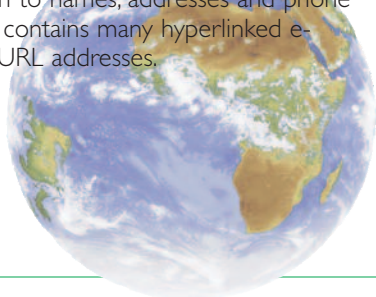 n to names, addresses and phone
contains many hyperlinked e-
URL addresses.